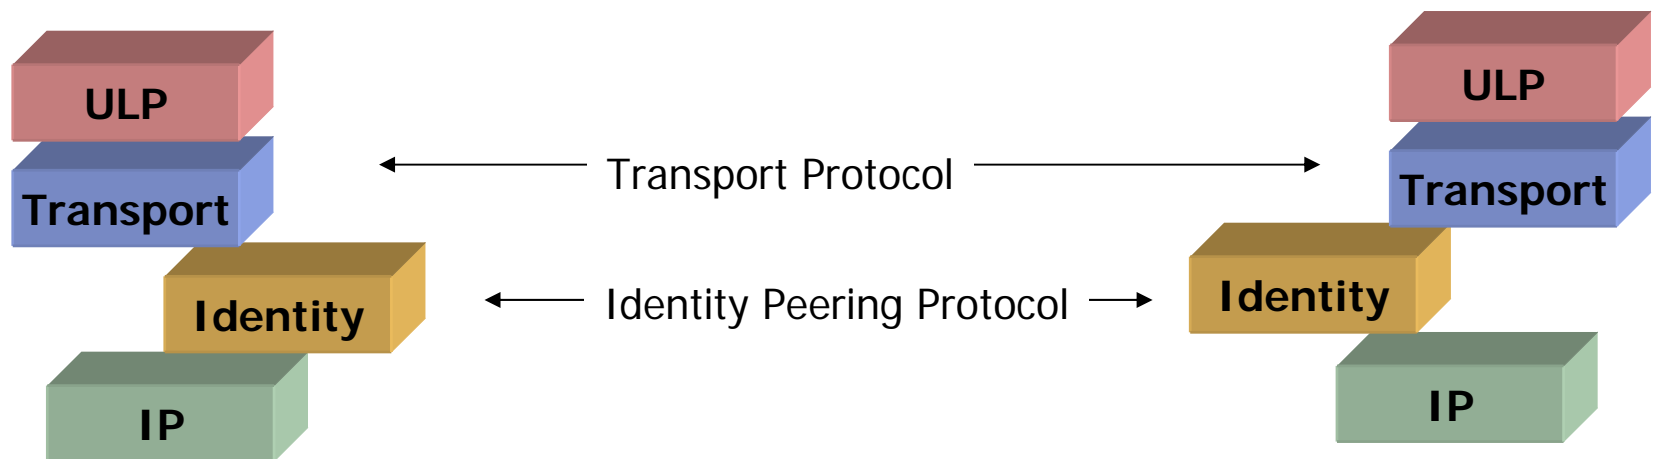 ULP
ULP
Transport Protocol
Transport
Transport
Identity Peering Protocol
Identity
Identity
IP
IP